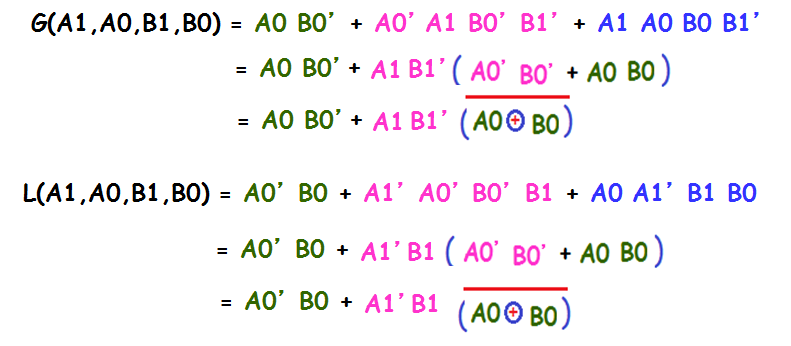 G(A1,A0,B1,B0) = A0 B0’ + A0’ A1 B0’ B1’ + A1 A0 B0 B1’
= A0 B0’ + A1 B1’ ( A0’ B0’ + A0 B0 )
= A0 B0’ + A1 B1’ (A0 ⊕ B0)
L(A1,A0,B1,B0) = A0’ B0 + A1’ A0’ B0’ B1 + A0 A1’ B1 B0
= A0’ B0 + A1’ B1 ( A0’ B0’ + A0 B0 )
= A0’ B0 + A1’ B1 (A0 ⊕ B0)